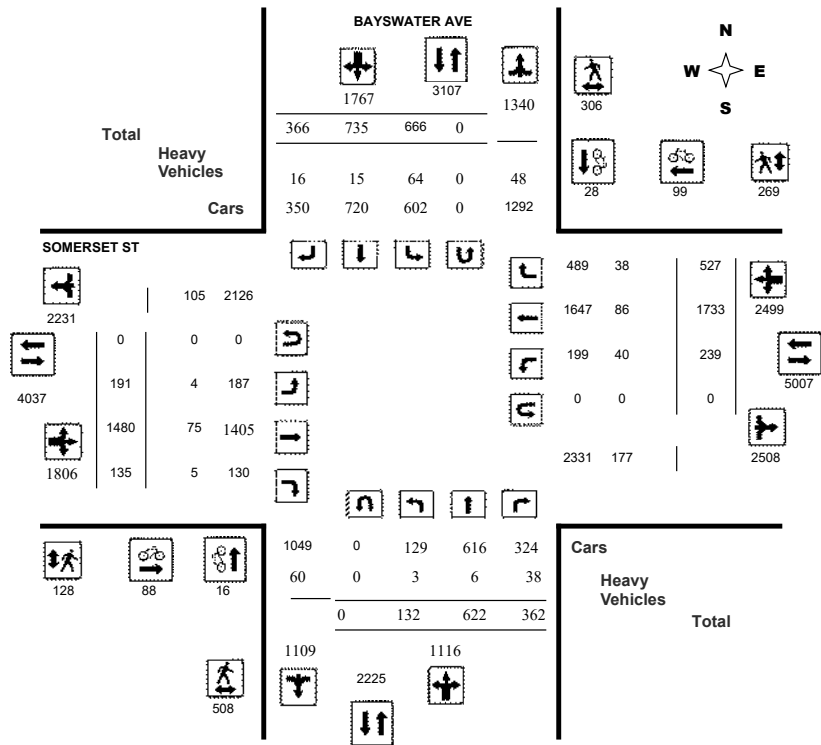 BAYSWATER AVE
N
W E
S
1767 3107 1340 306
Total 366 735 666 0
Heavy
Vehicles 16 15 64 0 48
28 99 269
Cars 350 720 602 0 1292
SOMERSET ST
489 38 527
105 2126
2231
1647 86 1733 2499
0 0 0
199 40 239
5007
4037
191 4 187
0 0 0
1480 75 1405
1806
135 5 130
2331 177 2508
1049 0 129 616 324 Cars
60 0 3 6 38 Heavy
Vehicles
128 88 16
0 132 622 362 Total
1109 1116
2225
508